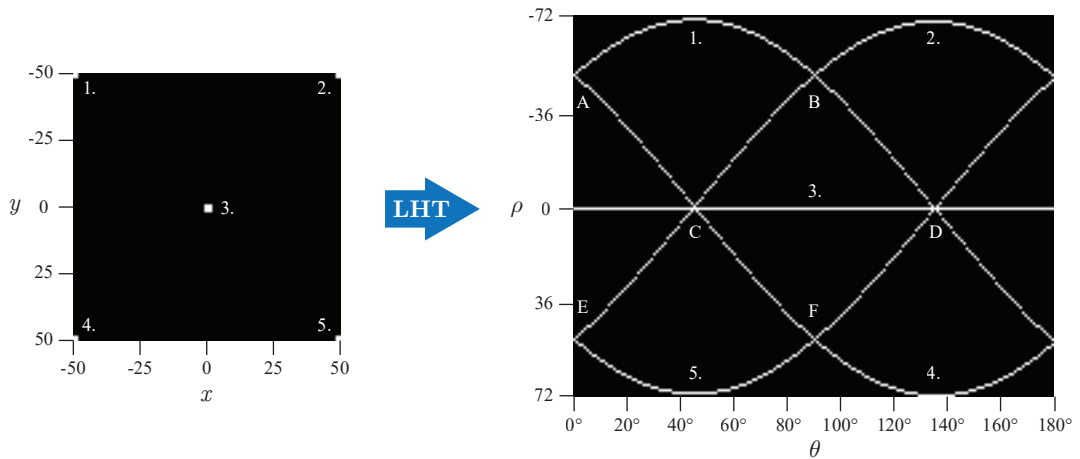 -50
-25
y 0
25
50
-50 -25 0 25 50
x
1. 2.
3.
4. 5.
LHT
-72
-36
ρ 0
36
72
0° 20° 40° 60° 80° 100° 120° 140° 160° 180°
θ
1. 2.
A B
3.
C D
E F
5. 4.